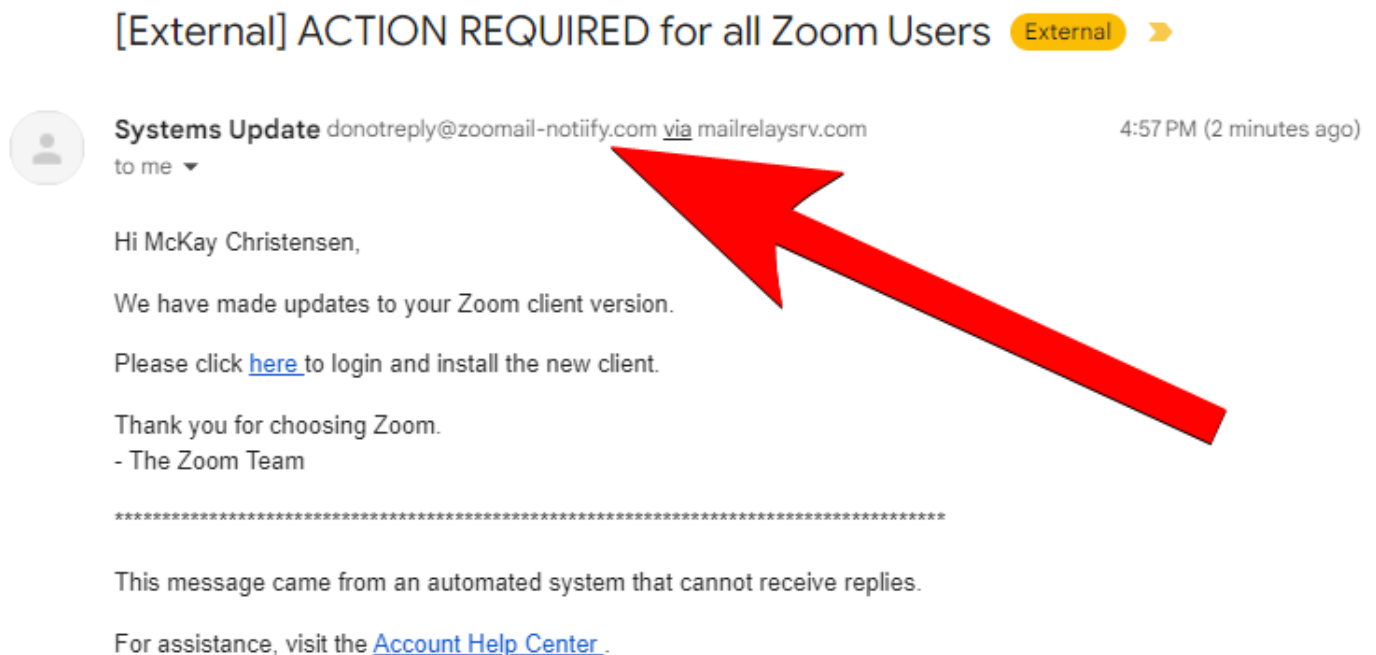 [External] ACTION REQUIRED for all Zoom Users External
Systems Update donotreply@zoomail-notiify.com via mailrelaysrv.com 4:57 PM (2 minutes ago)
to me
Hi McKay Christensen,
We have made updates to your Zoom client version.
Please click here to login and install the new client.
Thank you for choosing Zoom.
- The Zoom Team
****************************************************************************************
This message came from an automated system that cannot receive replies.
For assistance, visit the Account Help Center .